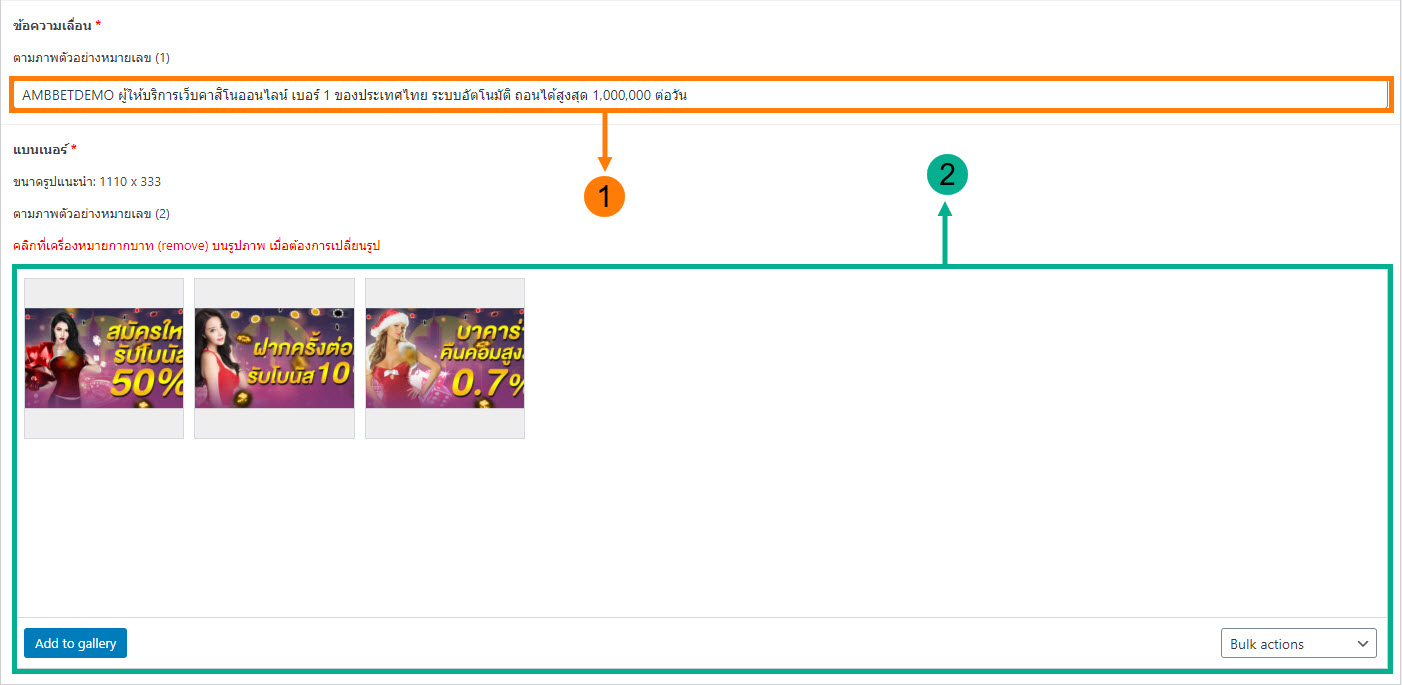 ข้อความเลื่อน *
ตามภาพตัวอย่างหมายเลข (1)
AMBBETDEMO ผู้ให้บริการเว็บคาสิโนออนไลน์ เบอร์ 1 ของประเทศไทย ระบบอัตโนมัติ ถอนได้สูงสุด 1,000,000 ต่อวัน
แบนเนอร์ *
1
2
ขนาดรูปแนะนำ: 1110 x 333
ตามภาพตัวอย่างหมายเลข (2)
คลิกที่เครื่องหมายกากบาท (remove) บนรูปภาพ เมื่อต้องการเปลี่ยนรูป
สมัครให
รับโบนัส
50%
ฝากครั้งต่อ
รับโบนัส 10
บาคาร่า
คืนคอมสูง
0.7%
Add to gallery
Bulk actions